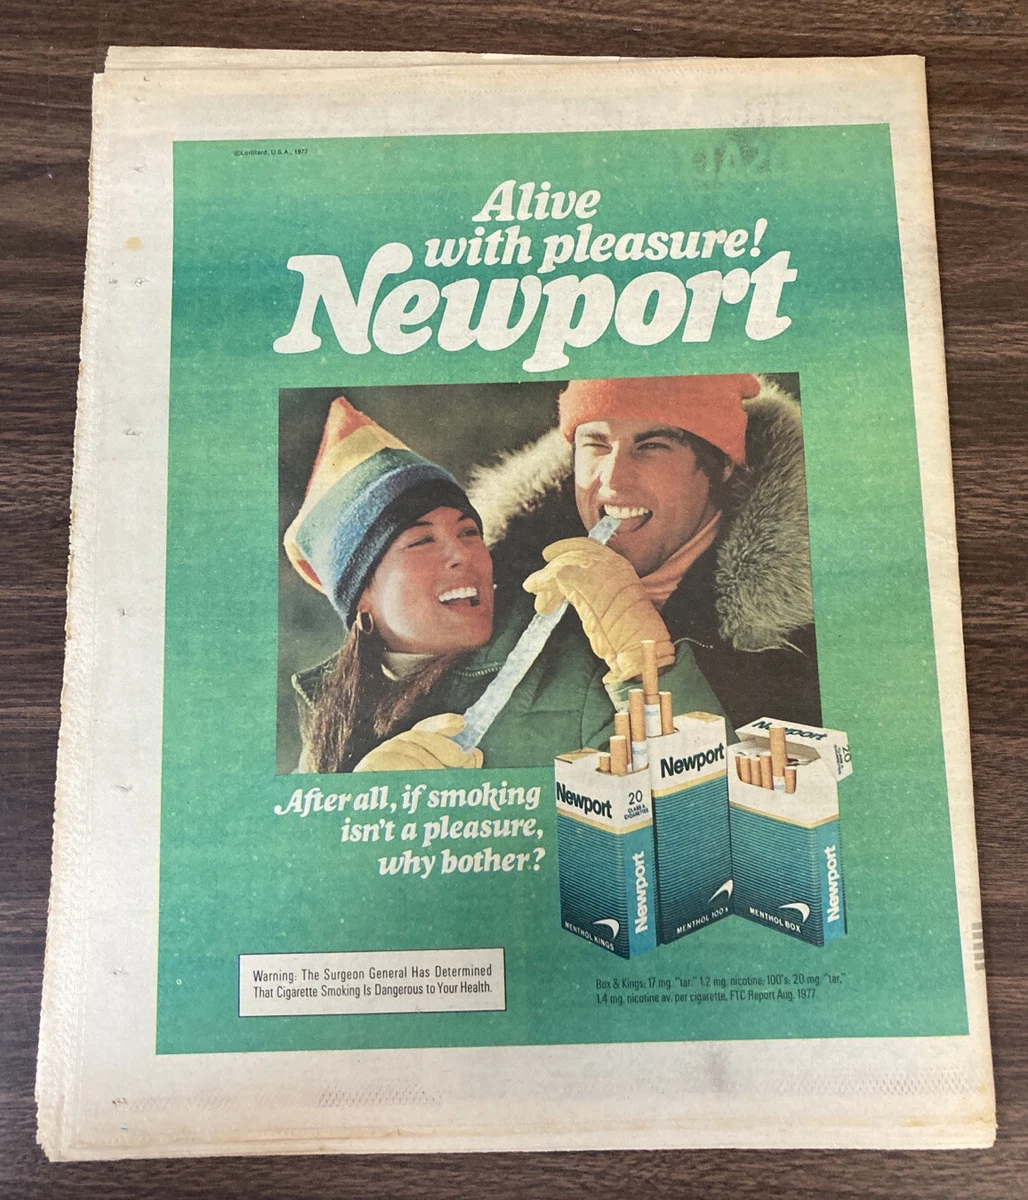 ©Lorillard, U.S.A., 1977
Alive
with pleasure!
Newport
After all, if smoking
isn't a pleasure,
why bother?
Newport
20
CLASS A
CIGARETTES
Newport
MENTHOL KINGS
Newport
MENTHOL 100's
Newport
20
Newport
MENTHOL BOX
Warning: The Surgeon General Has Determined
That Cigarette Smoking Is Dangerous to Your Health.
Box & Kings: 17 mg. "tar," 1.2 mg. nicotine; 100's: 20 mg. "tar,"
1.4 mg. nicotine av. per cigarette, FTC Report Aug. 1977.